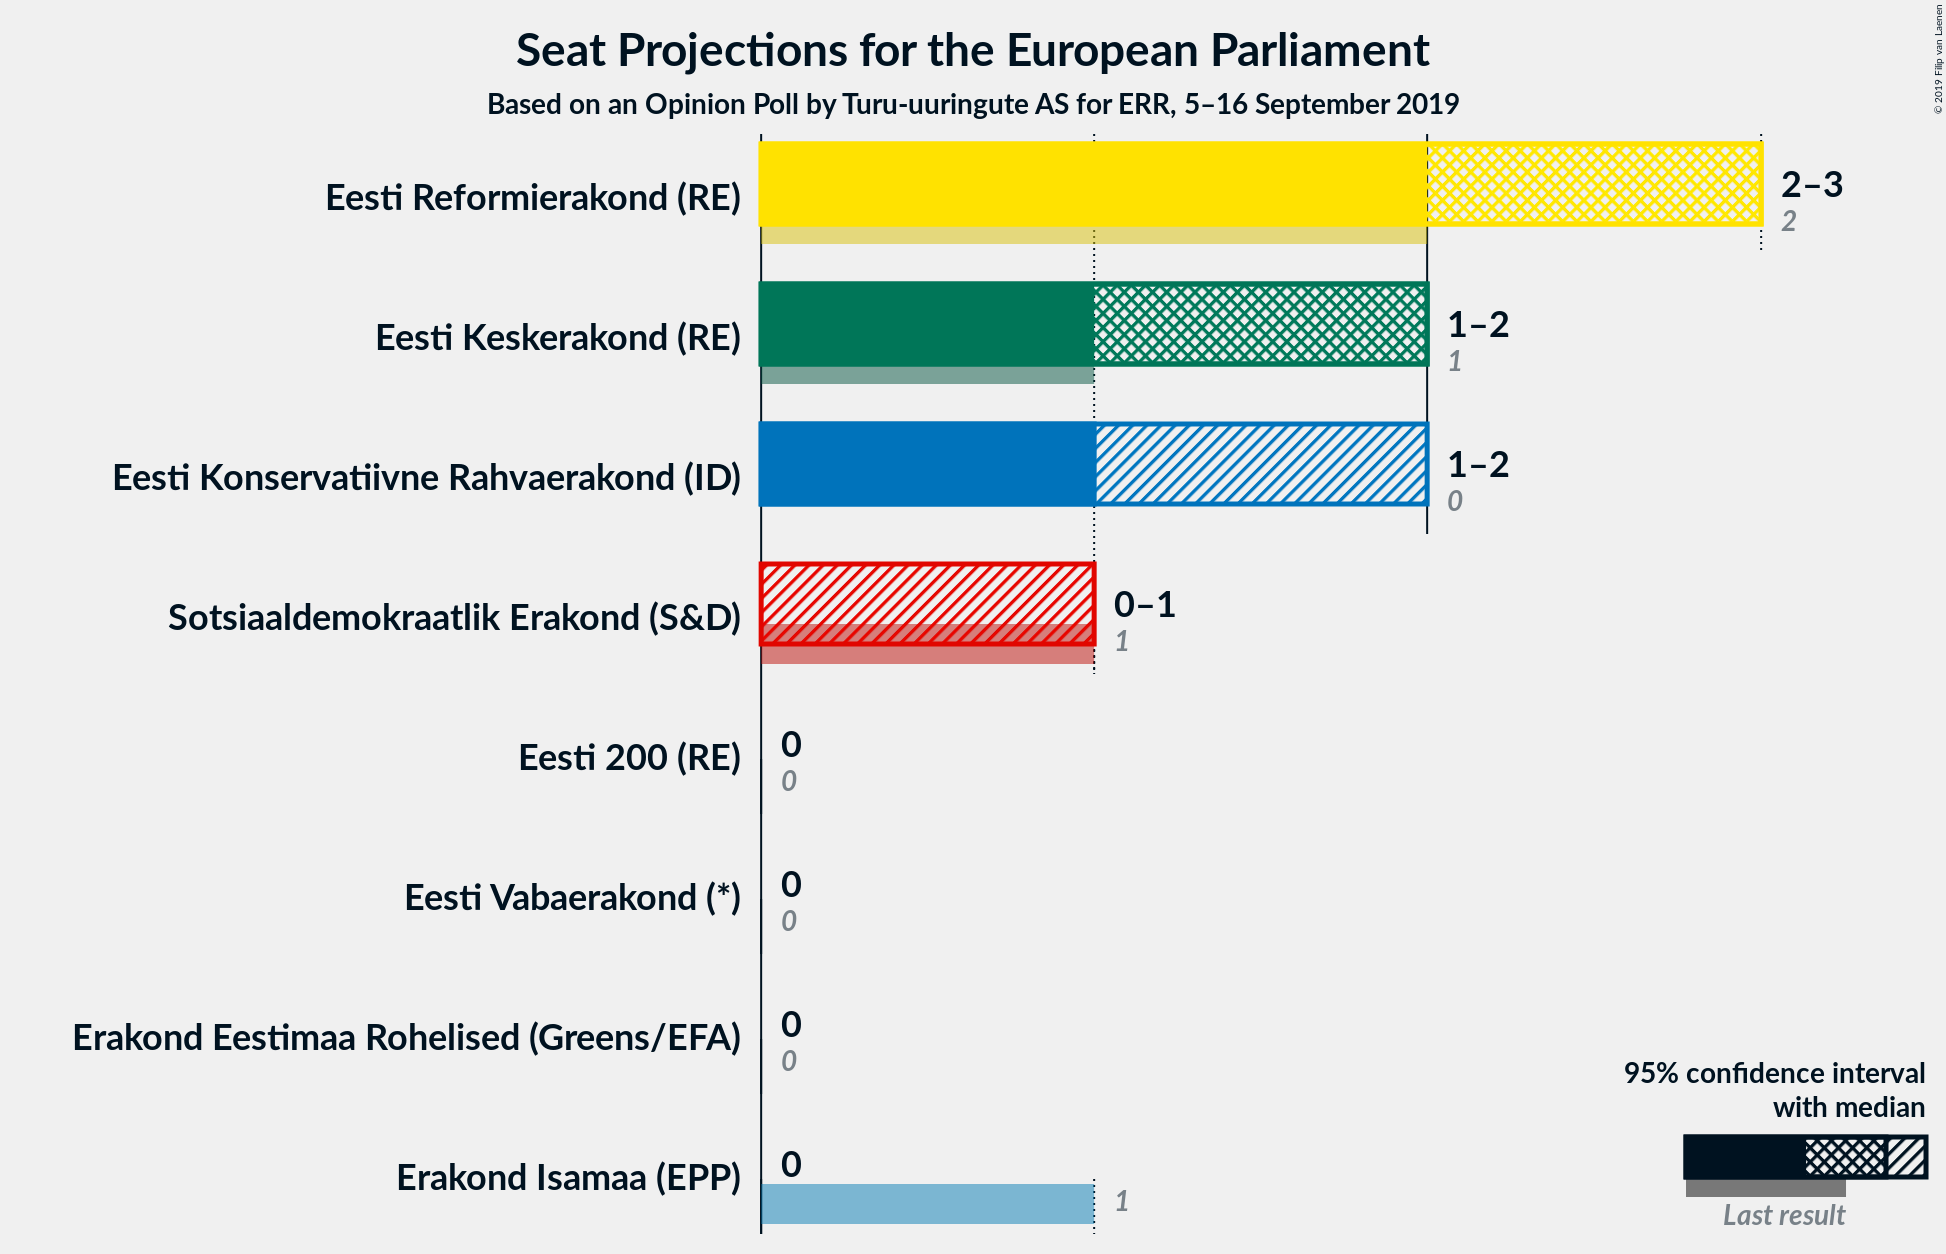 Seat Projections for the European Parliament
Based on an Opinion Poll by Turu-uuringute AS for ERR, 5–16 September 2019
© 2019 Filip van Laenen
Eesti Reformierakond (RE)
2–3
2
Eesti Keskerakond (RE)
1–2
1
Eesti Konservatiivne Rahvaerakond (ID)
1–2
0
Sotsiaaldemokraatlik Erakond (S&D)
0–1
1
Eesti 200 (RE)
0
0
Eesti Vabaerakond (*)
0
0
Erakond Eestimaa Rohelised (Greens/EFA)
0
0
Erakond Isamaa (EPP)
0
1
95% confidence interval
with median
Last result